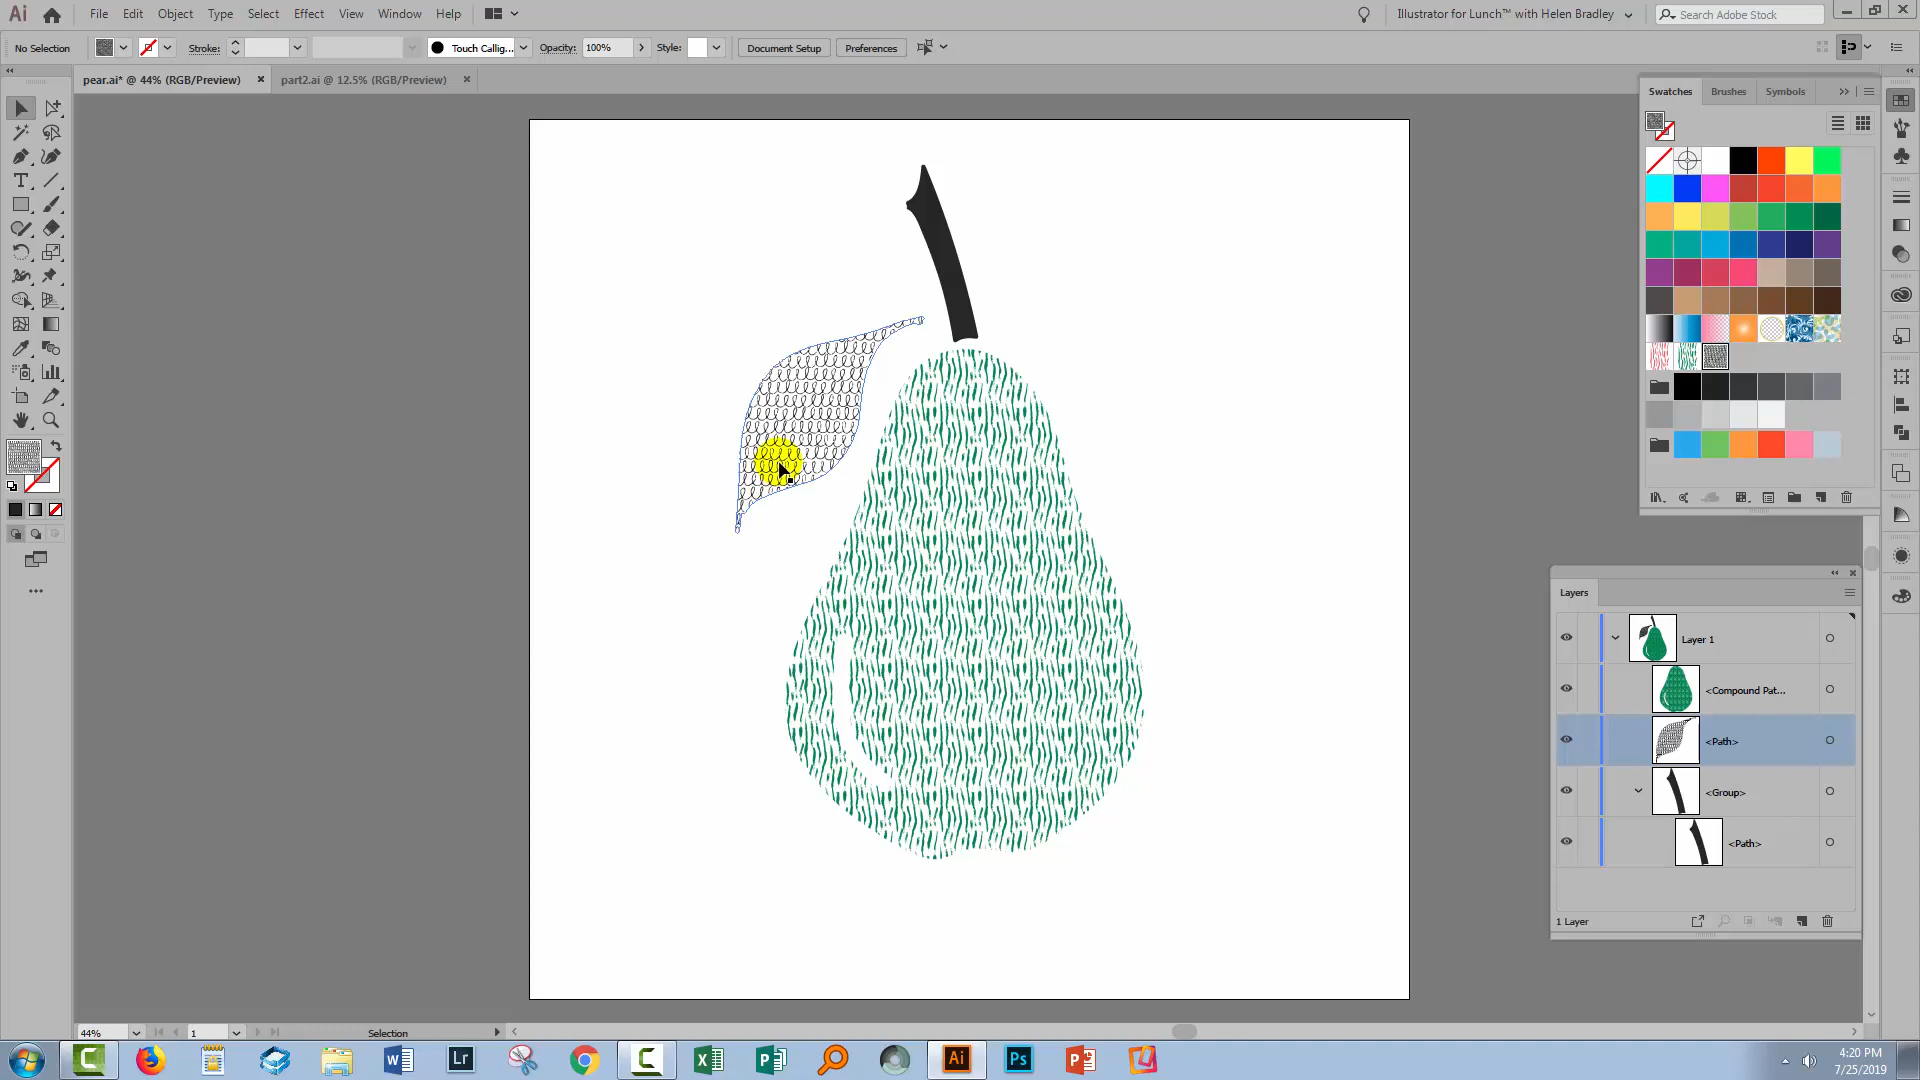 Ai File Edit Object Type Select Effect View Window Help Illustrator for Lunch™ with Helen Bradley Search Adobe Stock
No Selection Stroke: Touch Callig... Opacity: 100% Style: Document Setup Preferences
pear.ai* @ 44% (RGB/Preview) × part2.ai @ 12.5% (RGB/Preview) ×
Swatches Brushes Symbols
Layers
Layer 1
<Compound Pat...
<Path>
<Group>
<Path>
1 Layer
44% 1 Selection
Lr Ai Ps
4:20 PM
7/25/2019